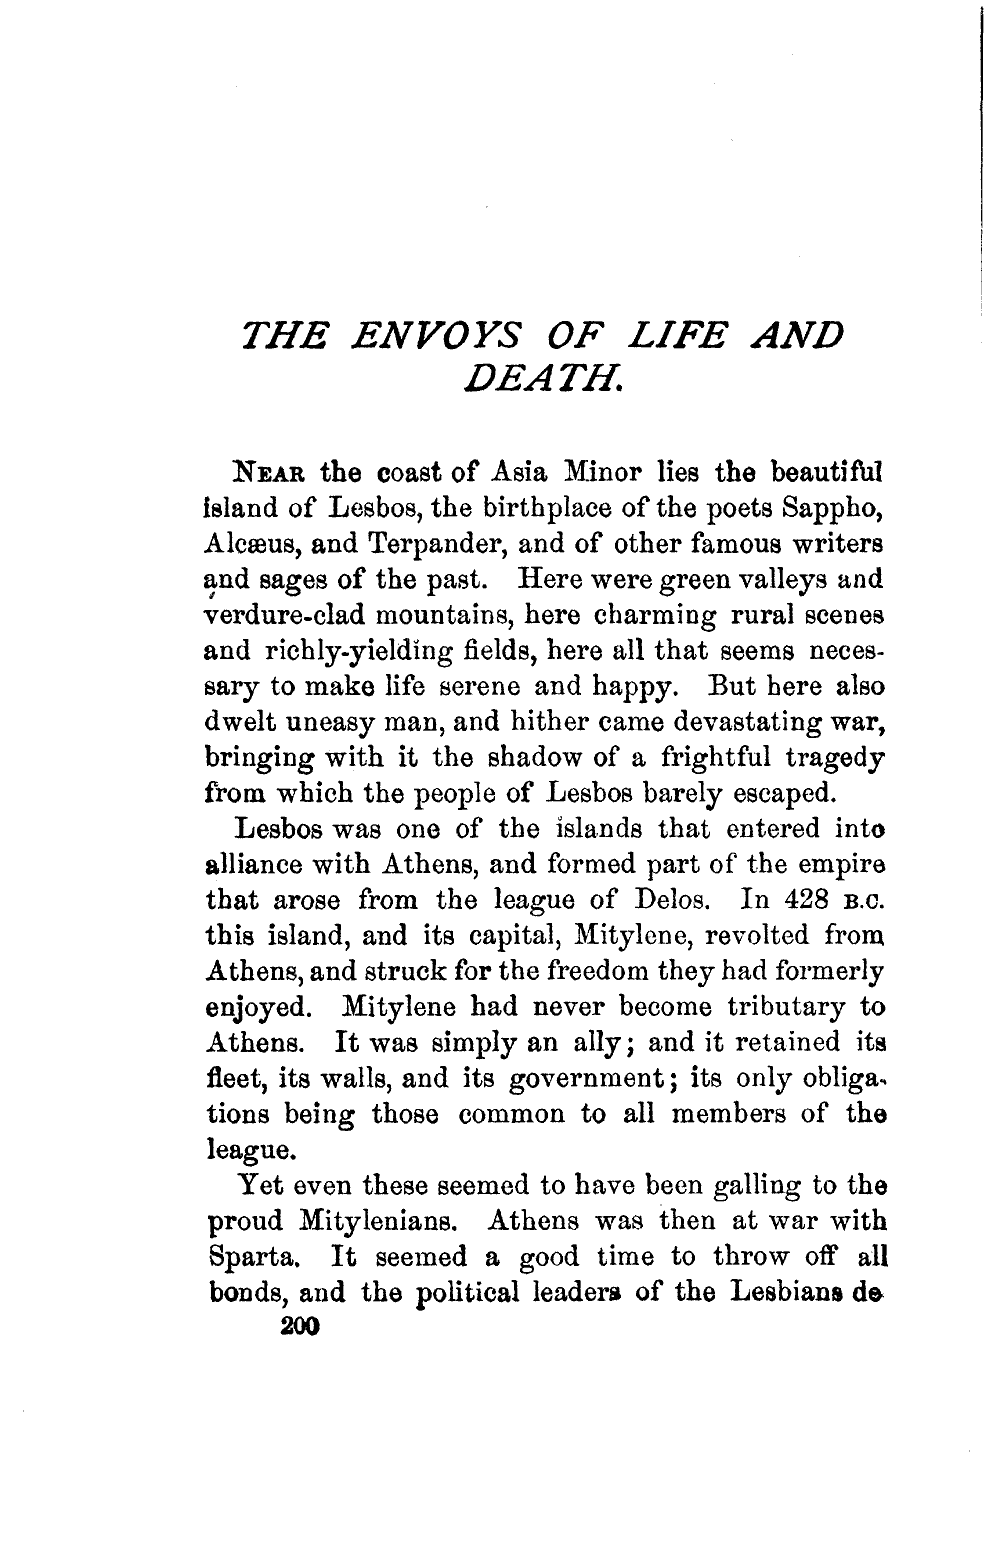 THE ENVOYS OF LIFE AND
DEATH.
NEAR the coast of Asia Minor lies the beautiful
island of Lesbos, the birthplace of the poets Sappho,
Alcæus, and Terpander, and of other famous writers
and sages of the past. Here were green valleys and
verdure-clad mountains, here charming rural scenes
and richly-yielding fields, here all that seems neces-
sary to make life serene and happy. But here also
dwelt uneasy man, and hither came devastating war,
bringing with it the shadow of a frightful tragedy
from which the people of Lesbos barely escaped.
Lesbos was one of the islands that entered into
alliance with Athens, and formed part of the empire
that arose from the league of Delos. In 428 B.C.
this island, and its capital, Mitylene, revolted from
Athens, and struck for the freedom they had formerly
enjoyed. Mitylene had never become tributary to
Athens. It was simply an ally; and it retained its
fleet, its walls, and its government; its only obliga-
tions being those common to all members of the
league.
Yet even these seemed to have been galling to the
proud Mitylenians. Athens was then at war with
Sparta. It seemed a good time to throw off all
bonds, and the political leaders of the Lesbians de-
200